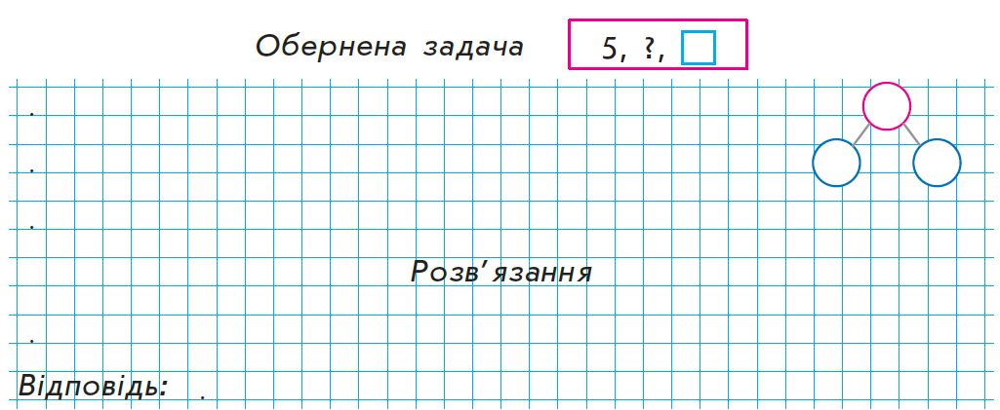 Обернена задача 5, ?,
Розв’язання
Відповідь: .